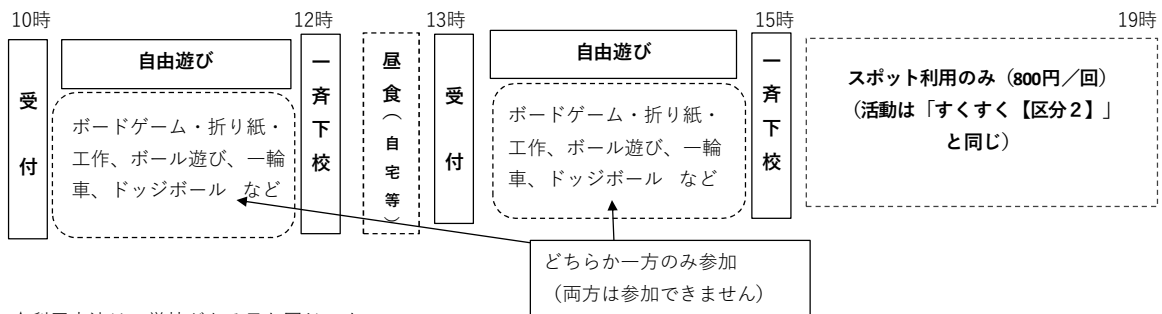 10時
12時
13時
15時
19時
受付
自由遊び
ボードゲーム・折り紙・
工作、ボール遊び、一輪
車、ドッジボール など
一斉下校
昼食(自宅等)
受付
自由遊び
ボードゲーム・折り紙・
工作、ボール遊び、一輪
車、ドッジボール など
一斉下校
スポット利用のみ(800円/回)
(活動は「すくすく【区分2】」
と同じ)
どちらか一方のみ参加
(両方は参加できません)